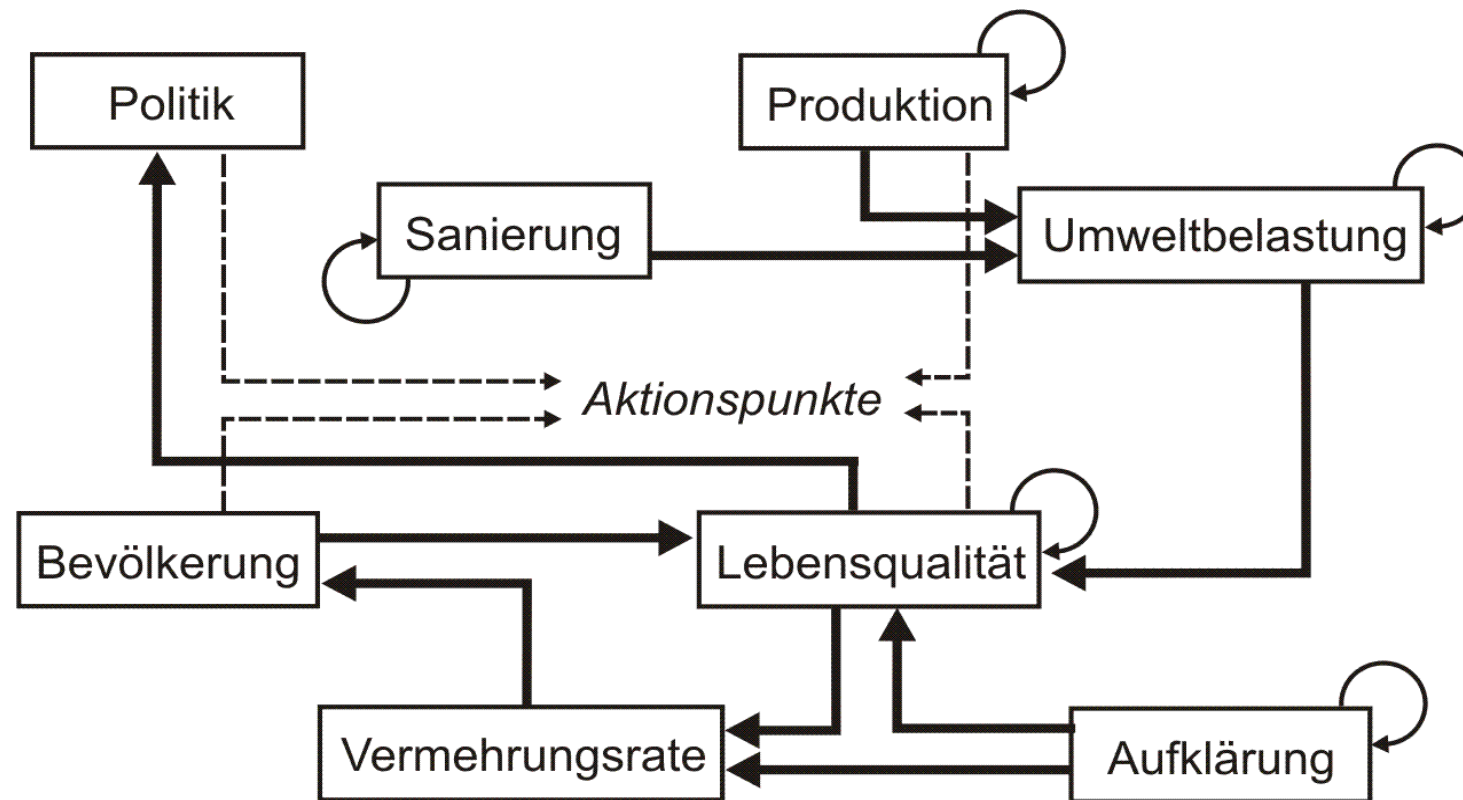 Politik
Produktion
Sanierung
Umweltbelastung
Aktionspunkte
Bevölkerung
Lebensqualität
Vermehrungsrate
Aufklärung